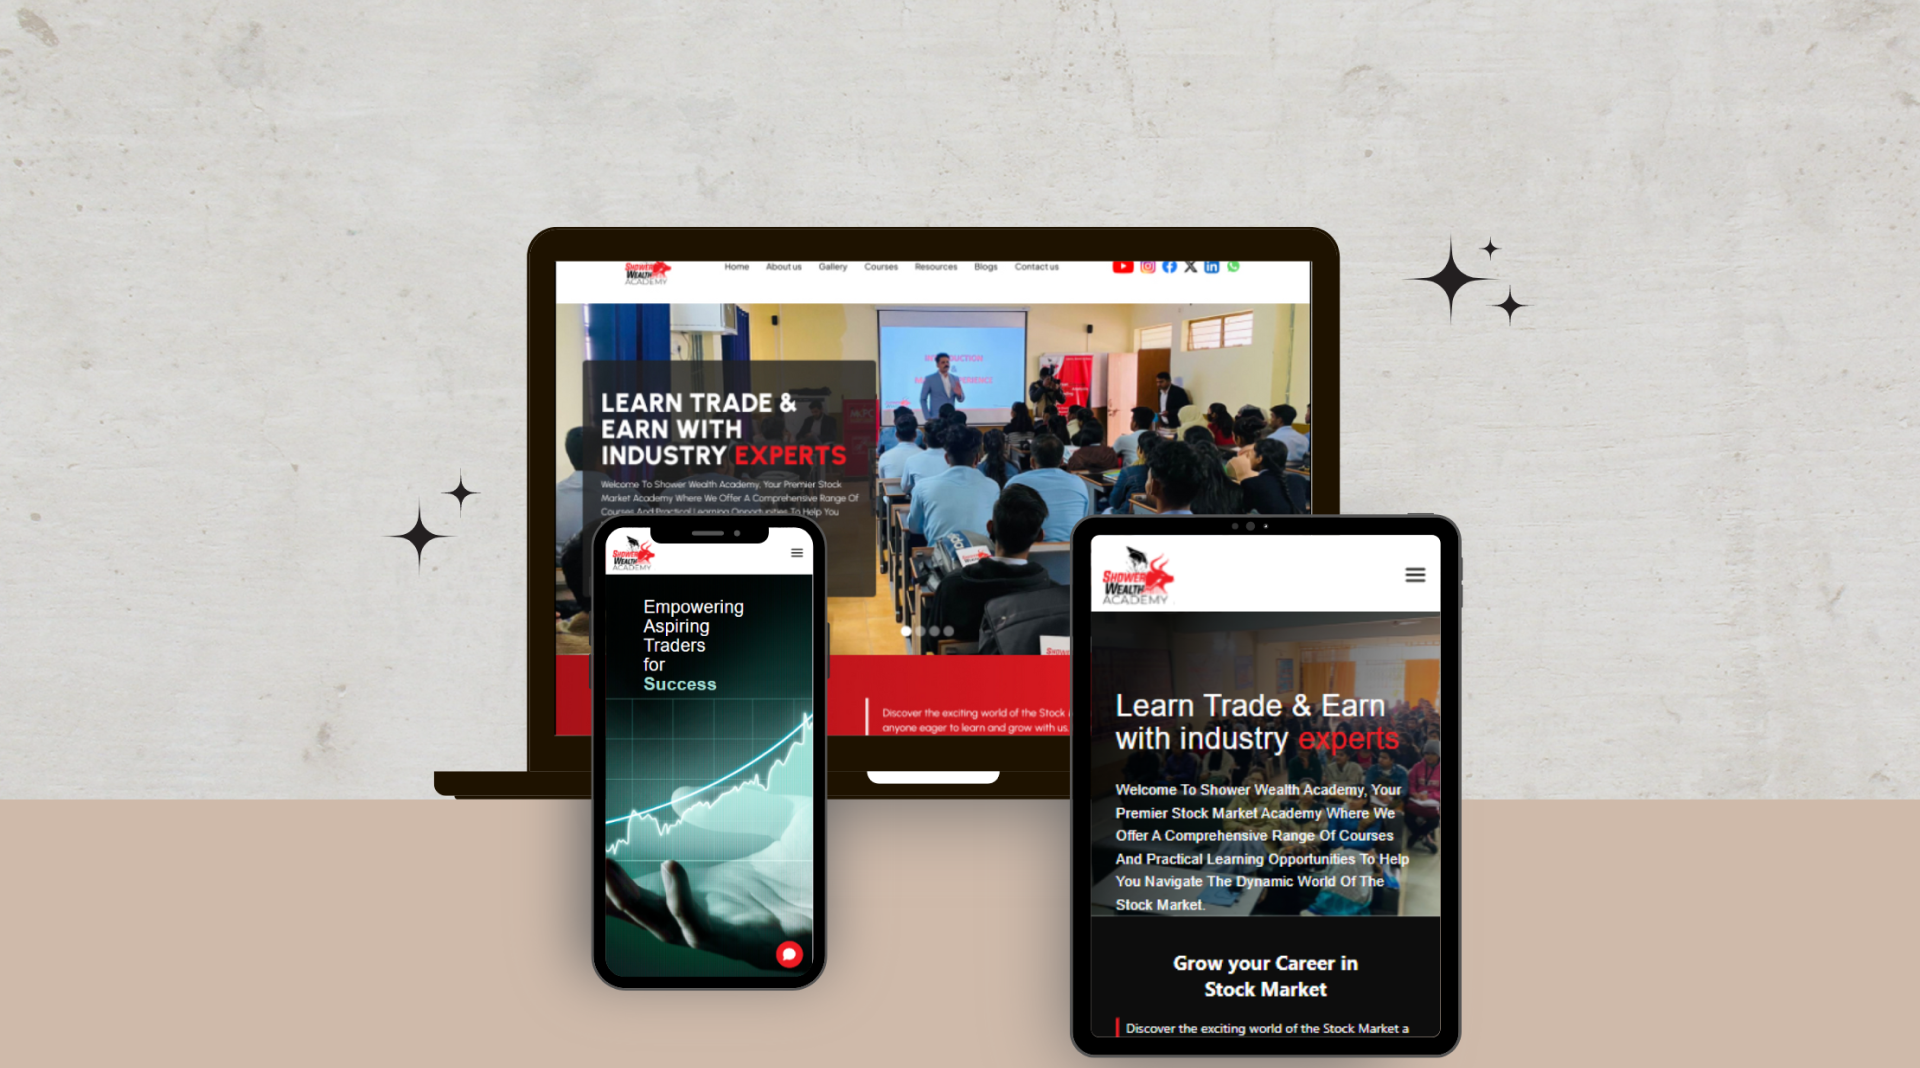 SHOWER
WEALTH
ACADEMY
Home About us Gallery Courses Resources Blogs Contact us
LEARN TRADE &
EARN WITH
INDUSTRY EXPERTS
Welcome To Shower Wealth Academy, Your Premier Stock
Market Academy Where We Offer A Comprehensive Range Of
Courses And Practical Learning Opportunities To Help You
Discover the exciting world of the Stock
anyone eager to learn and grow with us.
SHOWER
WEALTH
ACADEMY
Empowering
Aspiring
Traders
for
Success
SHOWER
WEALTH
ACADEMY
Learn Trade & Earn
with industry experts
Welcome To Shower Wealth Academy, Your
Premier Stock Market Academy Where We
Offer A Comprehensive Range Of Courses
And Practical Learning Opportunities To Help
You Navigate The Dynamic World Of The
Stock Market.
Grow your Career in
Stock Market
Discover the exciting world of the Stock Market a